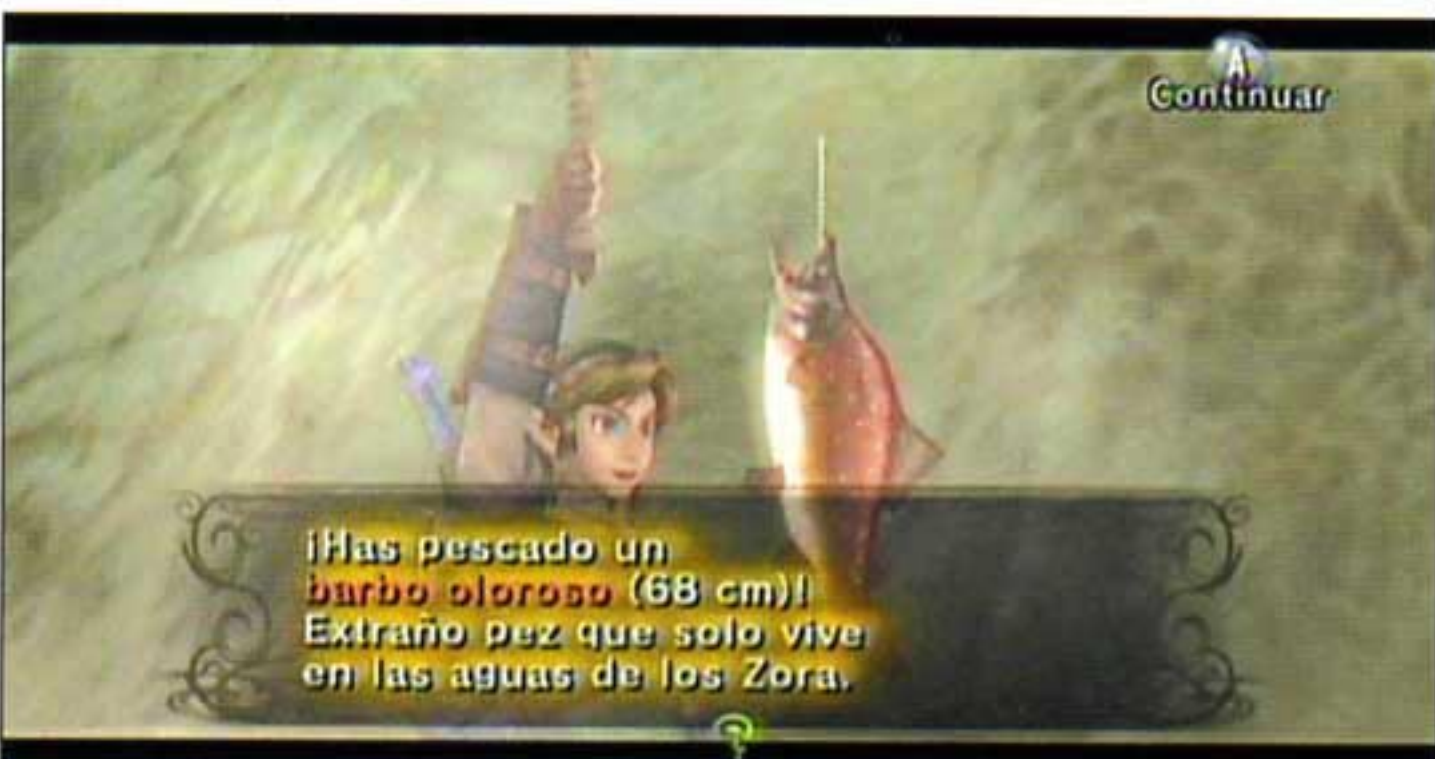 A
Continuar
¡Has pescado un
barbo oloroso (68 cm)!
Extraño pez que solo vive
en las aguas de los Zora.